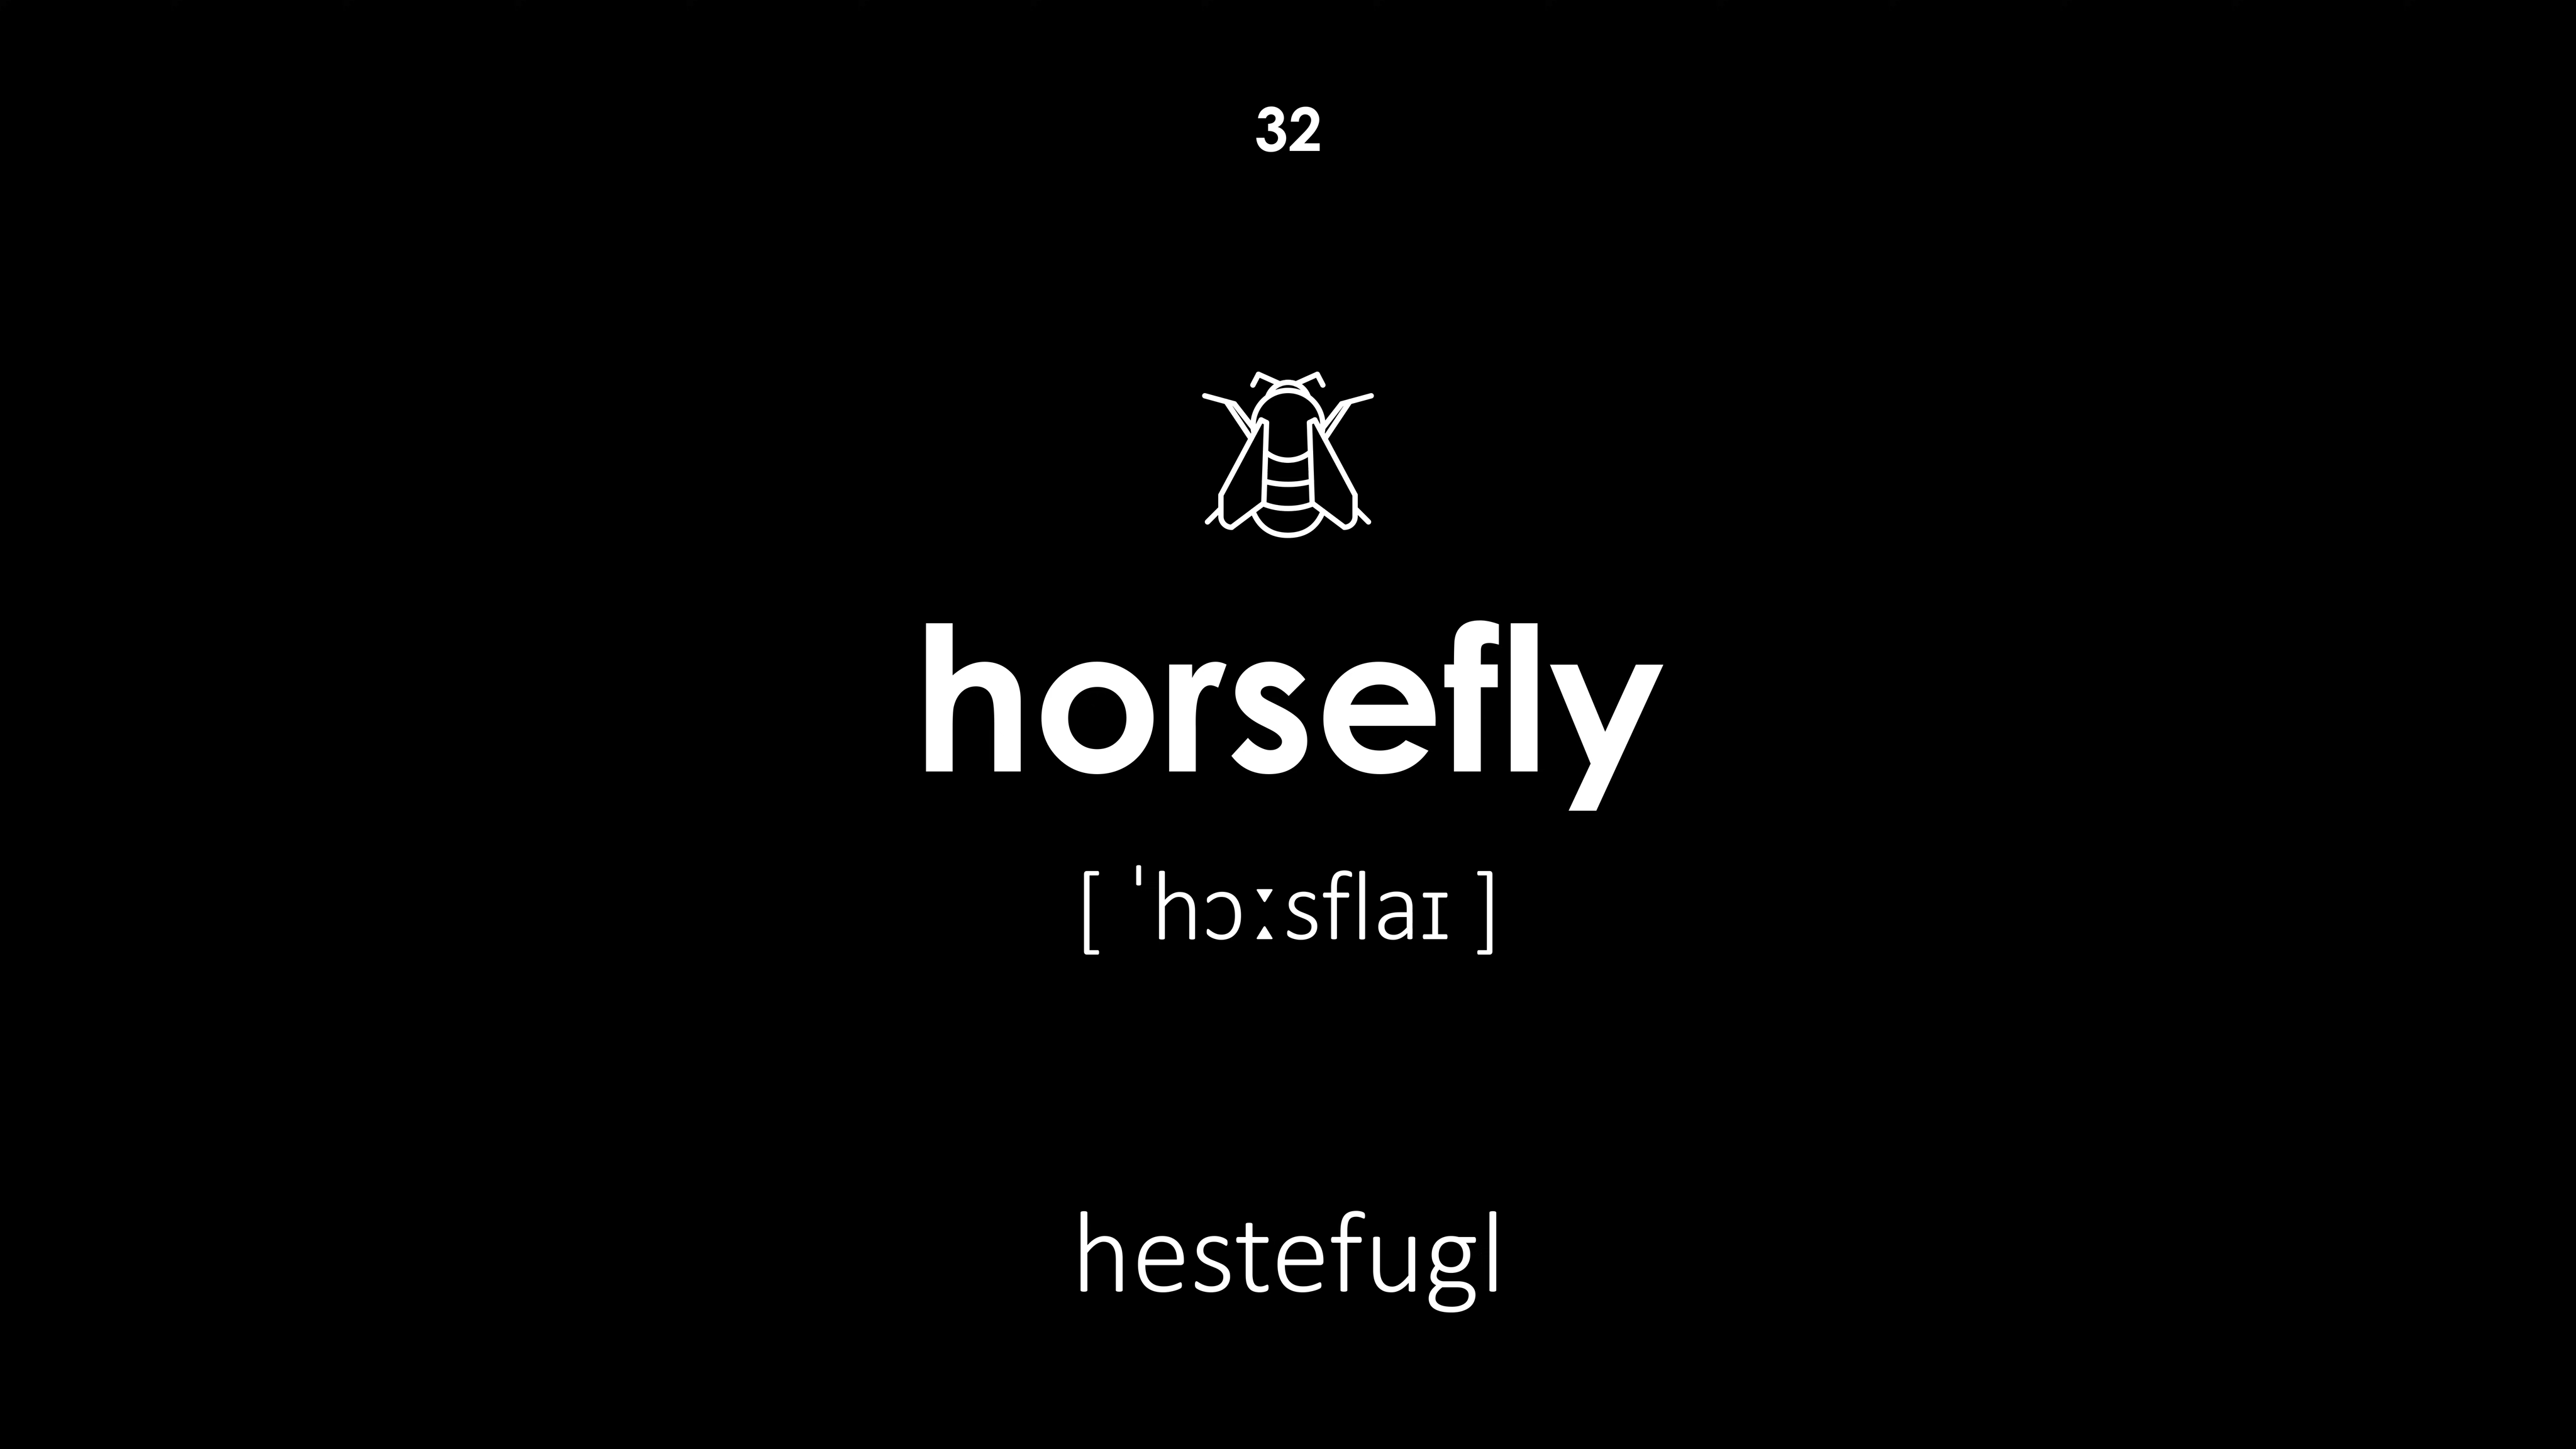 32
horsefly
[ ˈhɔːsflaɪ ]
hestefugl